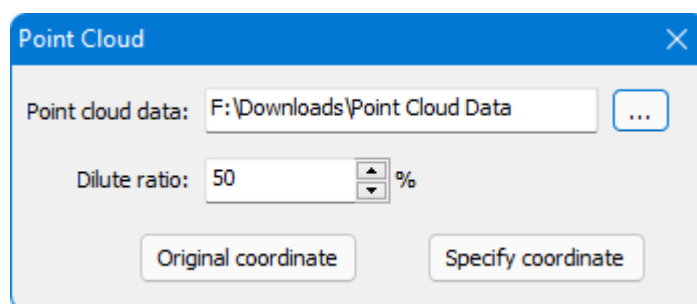 Point Cloud
Point cloud data: F:\Downloads\Point Cloud Data ...
Dilute ratio: 50 %
Original coordinate Specify coordinate